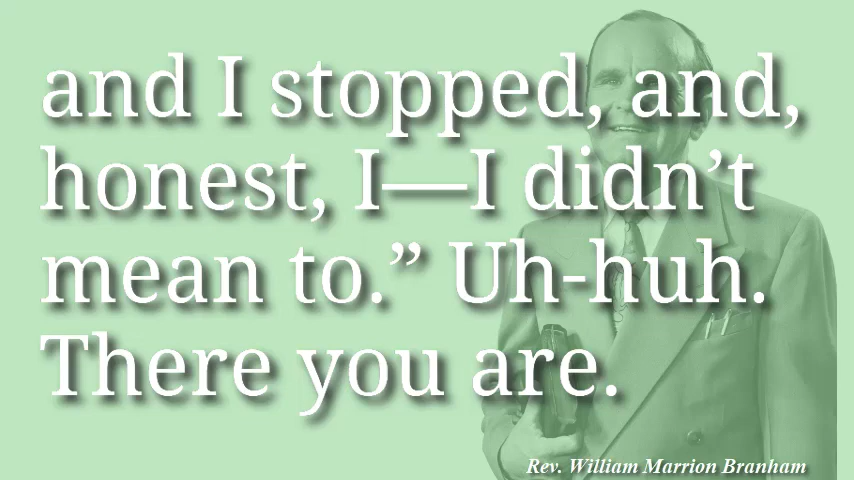 and I stopped, and,
honest, I—I didn’t
mean to.” Uh-huh.
There you are.
Rev. William Marrion Branham